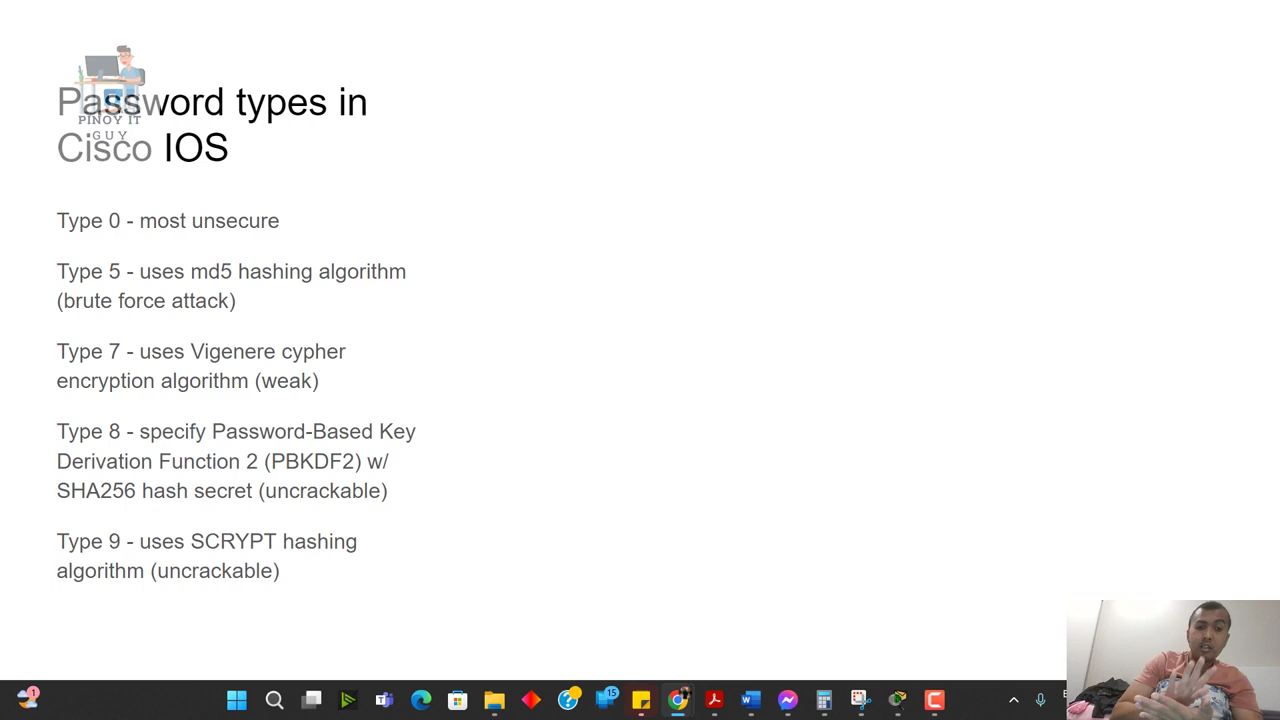 PINOY IT
GUY
Password types in
Cisco IOS
Type 0 - most unsecure
Type 5 - uses md5 hashing algorithm
(brute force attack)
Type 7 - uses Vigenere cypher
encryption algorithm (weak)
Type 8 - specify Password-Based Key
Derivation Function 2 (PBKDF2) w/
SHA256 hash secret (uncrackable)
Type 9 - uses SCRYPT hashing
algorithm (uncrackable)
1
15